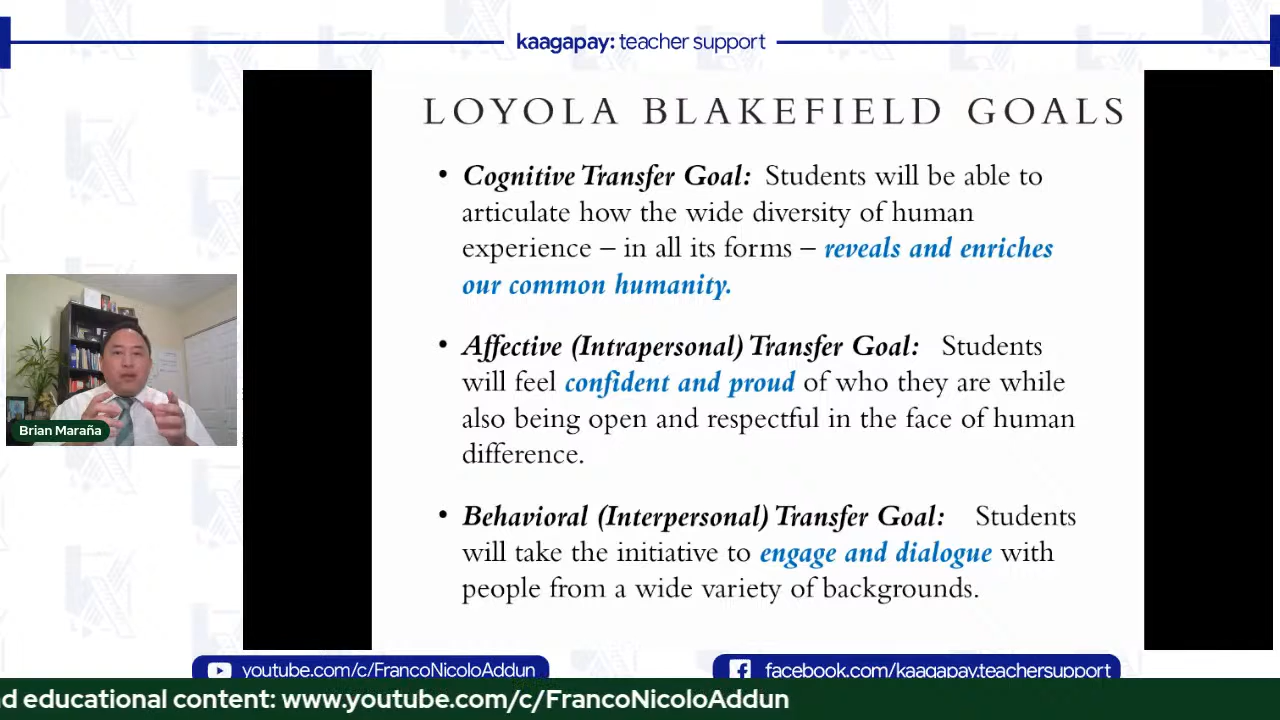 kaagapay: teacher support
LOYOLA BLAKEFIELD GOALS
• Cognitive Transfer Goal: Students will be able to
articulate how the wide diversity of human
experience – in all its forms – reveals and enriches
our common humanity.
• Affective (Intrapersonal) Transfer Goal: Students
will feel confident and proud of who they are while
also being open and respectful in the face of human
difference.
• Behavioral (Interpersonal) Transfer Goal: Students
will take the initiative to engage and dialogue with
people from a wide variety of backgrounds.
Brian Maraña
youtube.com/c/FrancoNicoloAddun
facebook.com/kaagapay.teachersupport
d educational content: www.youtube.com/c/FrancoNicoloAddun